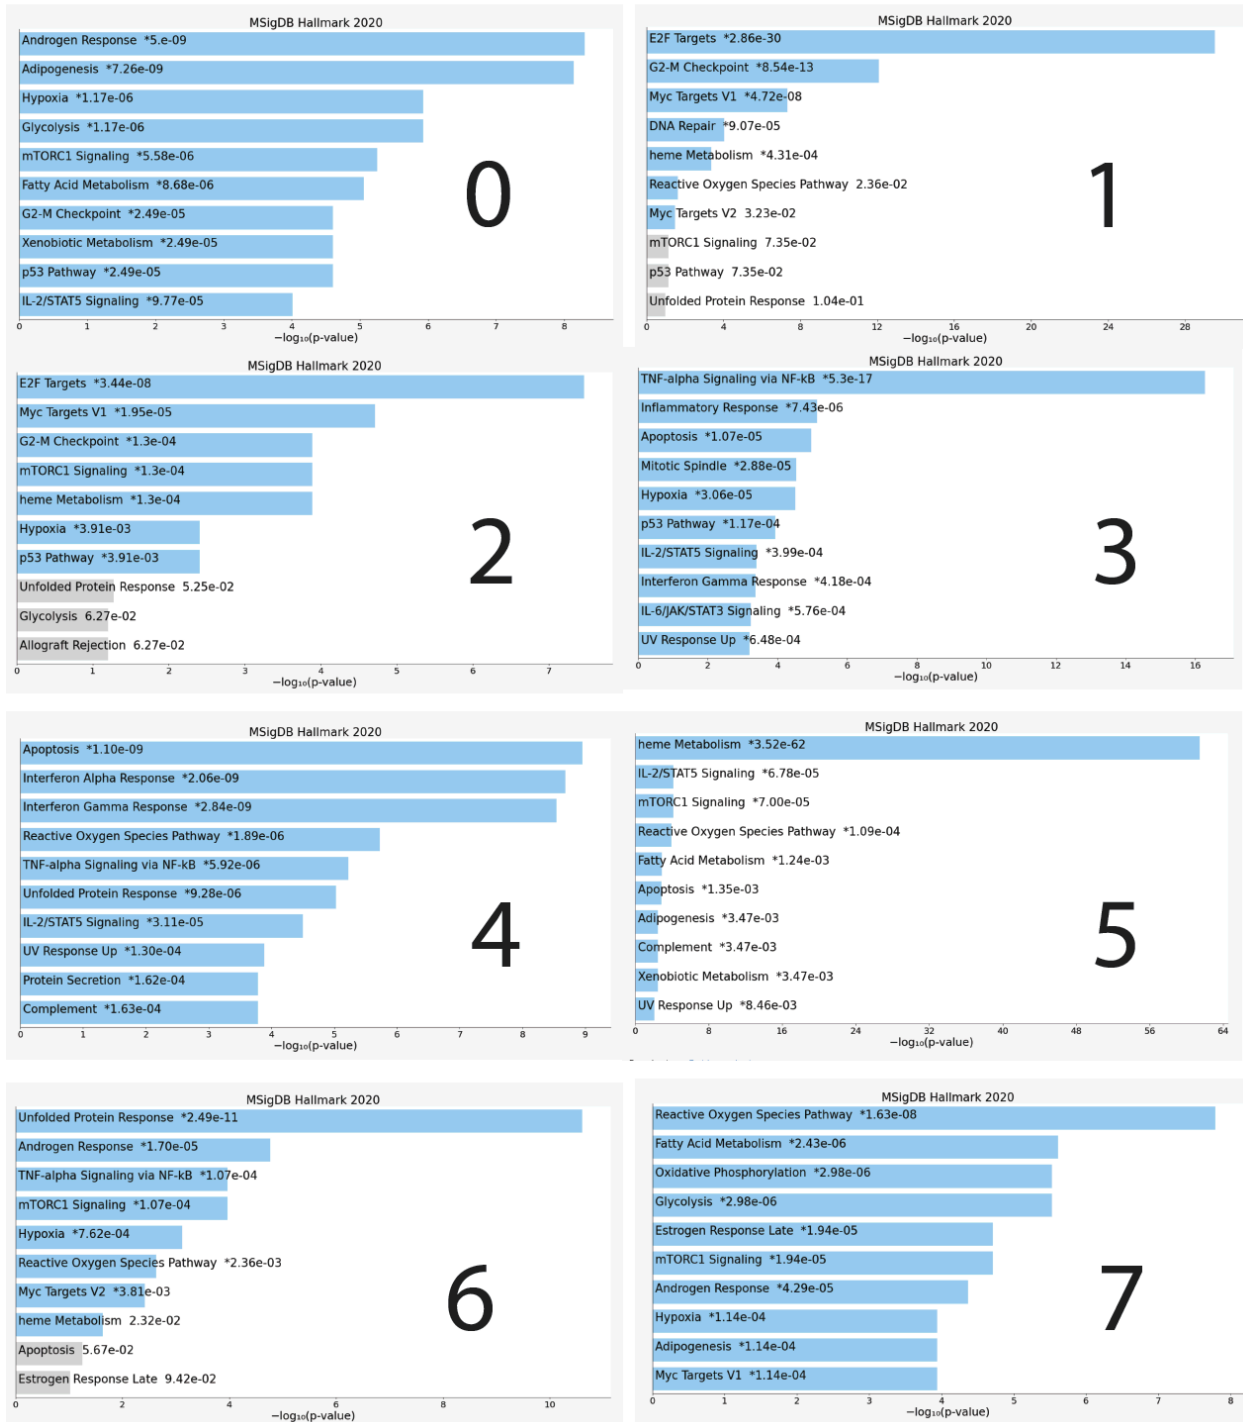 MSigDB Hallmark 2020
Androgen Response *5.e-09
Adipogenesis *7.26e-09
Hypoxia *1.17e-06
Glycolysis *1.17e-06
mTORC1 Signaling *5.58e-06
Fatty Acid Metabolism *8.68e-06
G2-M Checkpoint *2.49e-05
Xenobiotic Metabolism *2.49e-05
p53 Pathway *2.49e-05
IL-2/STAT5 Signaling *9.77e-05
0
0 1 2 3 4 5 6 7 8
−log₁₀(p-value)
MSigDB Hallmark 2020
E2F Targets *2.86e-30
G2-M Checkpoint *8.54e-13
Myc Targets V1 *4.72e-08
DNA Repair *9.07e-05
heme Metabolism *4.31e-04
Reactive Oxygen Species Pathway 2.36e-02
Myc Targets V2 3.23e-02
mTORC1 Signaling 7.35e-02
p53 Pathway 7.35e-02
Unfolded Protein Response 1.04e-01
1
0 4 8 12 16 20 24 28
−log₁₀(p-value)
MSigDB Hallmark 2020
E2F Targets *3.44e-08
Myc Targets V1 *1.95e-05
G2-M Checkpoint *1.3e-04
mTORC1 Signaling *1.3e-04
heme Metabolism *1.3e-04
Hypoxia *3.91e-03
p53 Pathway *3.91e-03
Unfolded Protein Response 5.25e-02
Glycolysis 6.27e-02
Allograft Rejection 6.27e-02
2
0 1 2 3 4 5 6 7
−log₁₀(p-value)
MSigDB Hallmark 2020
TNF-alpha Signaling via NF-kB *5.3e-17
Inflammatory Response *7.43e-06
Apoptosis *1.07e-05
Mitotic Spindle *2.88e-05
Hypoxia *3.06e-05
p53 Pathway *1.17e-04
IL-2/STAT5 Signaling *3.99e-04
Interferon Gamma Response *4.18e-04
IL-6/JAK/STAT3 Signaling *5.76e-04
UV Response Up *6.48e-04
3
0 2 4 6 8 10 12 14 16
−log₁₀(p-value)
MSigDB Hallmark 2020
Apoptosis *1.10e-09
Interferon Alpha Response *2.06e-09
Interferon Gamma Response *2.84e-09
Reactive Oxygen Species Pathway *1.89e-06
TNF-alpha Signaling via NF-kB *5.92e-06
Unfolded Protein Response *9.28e-06
IL-2/STAT5 Signaling *3.11e-05
UV Response Up *1.30e-04
Protein Secretion *1.62e-04
Complement *1.63e-04
4
0 1 2 3 4 5 6 7 8 9
−log₁₀(p-value)
MSigDB Hallmark 2020
heme Metabolism *3.52e-62
IL-2/STAT5 Signaling *6.78e-05
mTORC1 Signaling *7.00e-05
Reactive Oxygen Species Pathway *1.09e-04
Fatty Acid Metabolism *1.24e-03
Apoptosis *1.35e-03
Adipogenesis *3.47e-03
Complement *3.47e-03
Xenobiotic Metabolism *3.47e-03
UV Response Up *8.46e-03
5
0 8 16 24 32 40 48 56 64
−log₁₀(p-value)
MSigDB Hallmark 2020
Unfolded Protein Response *2.49e-11
Androgen Response *1.70e-05
TNF-alpha Signaling via NF-kB *1.07e-04
mTORC1 Signaling *1.07e-04
Hypoxia *7.62e-04
Reactive Oxygen Species Pathway *2.36e-03
Myc Targets V2 *3.81e-03
heme Metabolism 2.32e-02
Apoptosis 5.67e-02
Estrogen Response Late 9.42e-02
6
0 2 4 6 8 10
−log₁₀(p-value)
MSigDB Hallmark 2020
Reactive Oxygen Species Pathway *1.63e-08
Fatty Acid Metabolism *2.43e-06
Oxidative Phosphorylation *2.98e-06
Glycolysis *2.98e-06
Estrogen Response Late *1.94e-05
mTORC1 Signaling *1.94e-05
Androgen Response *4.29e-05
Hypoxia *1.14e-04
Adipogenesis *1.14e-04
Myc Targets V1 *1.14e-04
7
0 1 2 3 4 5 6 7 8
−log₁₀(p-value)